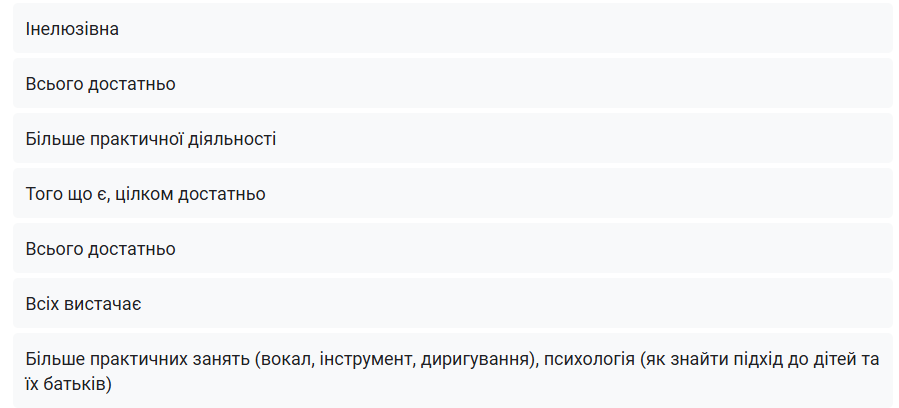 Інелюзівна
Всього достатньо
Більше практичної діяльності
Того що є, цілком достатньо
Всього достатньо
Всіх вистачає
Більше практичних занять (вокал, інструмент, диригування), психологія (як знайти підхід до дітей та
їх батьків)